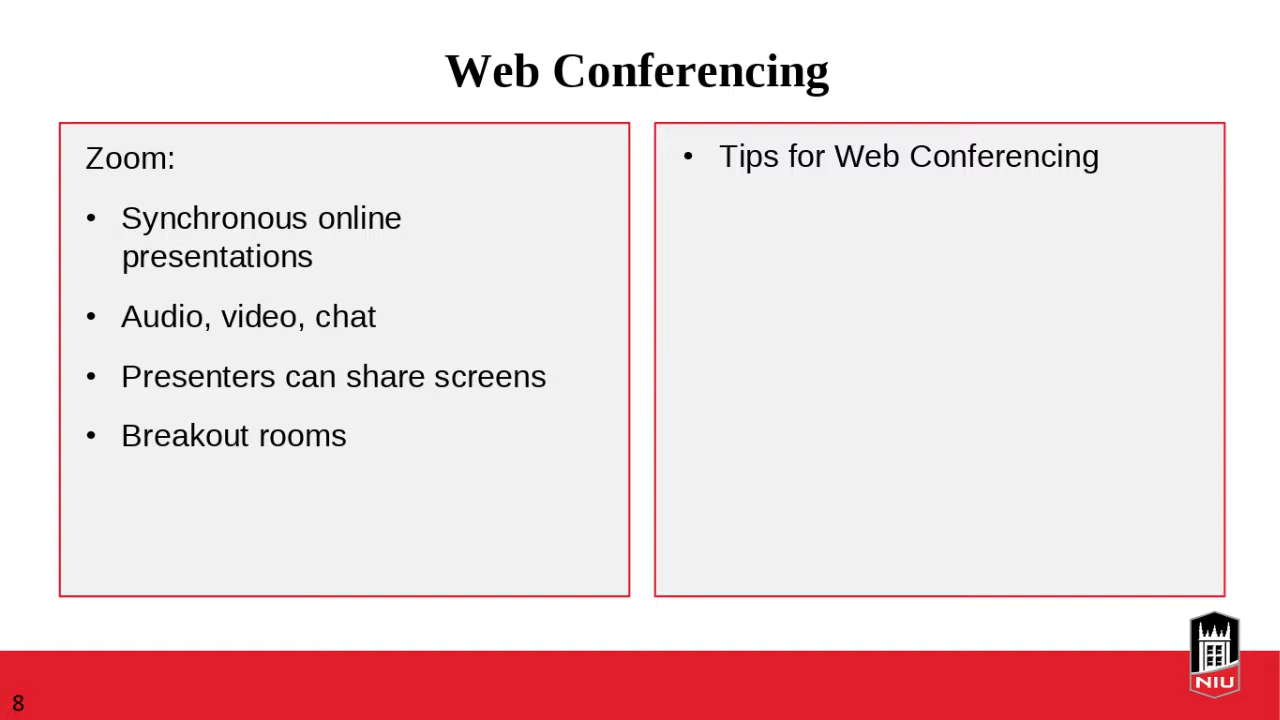 Web Conferencing
Zoom:
• Synchronous online
presentations
• Audio, video, chat
• Presenters can share screens
• Breakout rooms
• Tips for Web Conferencing
NIU
8